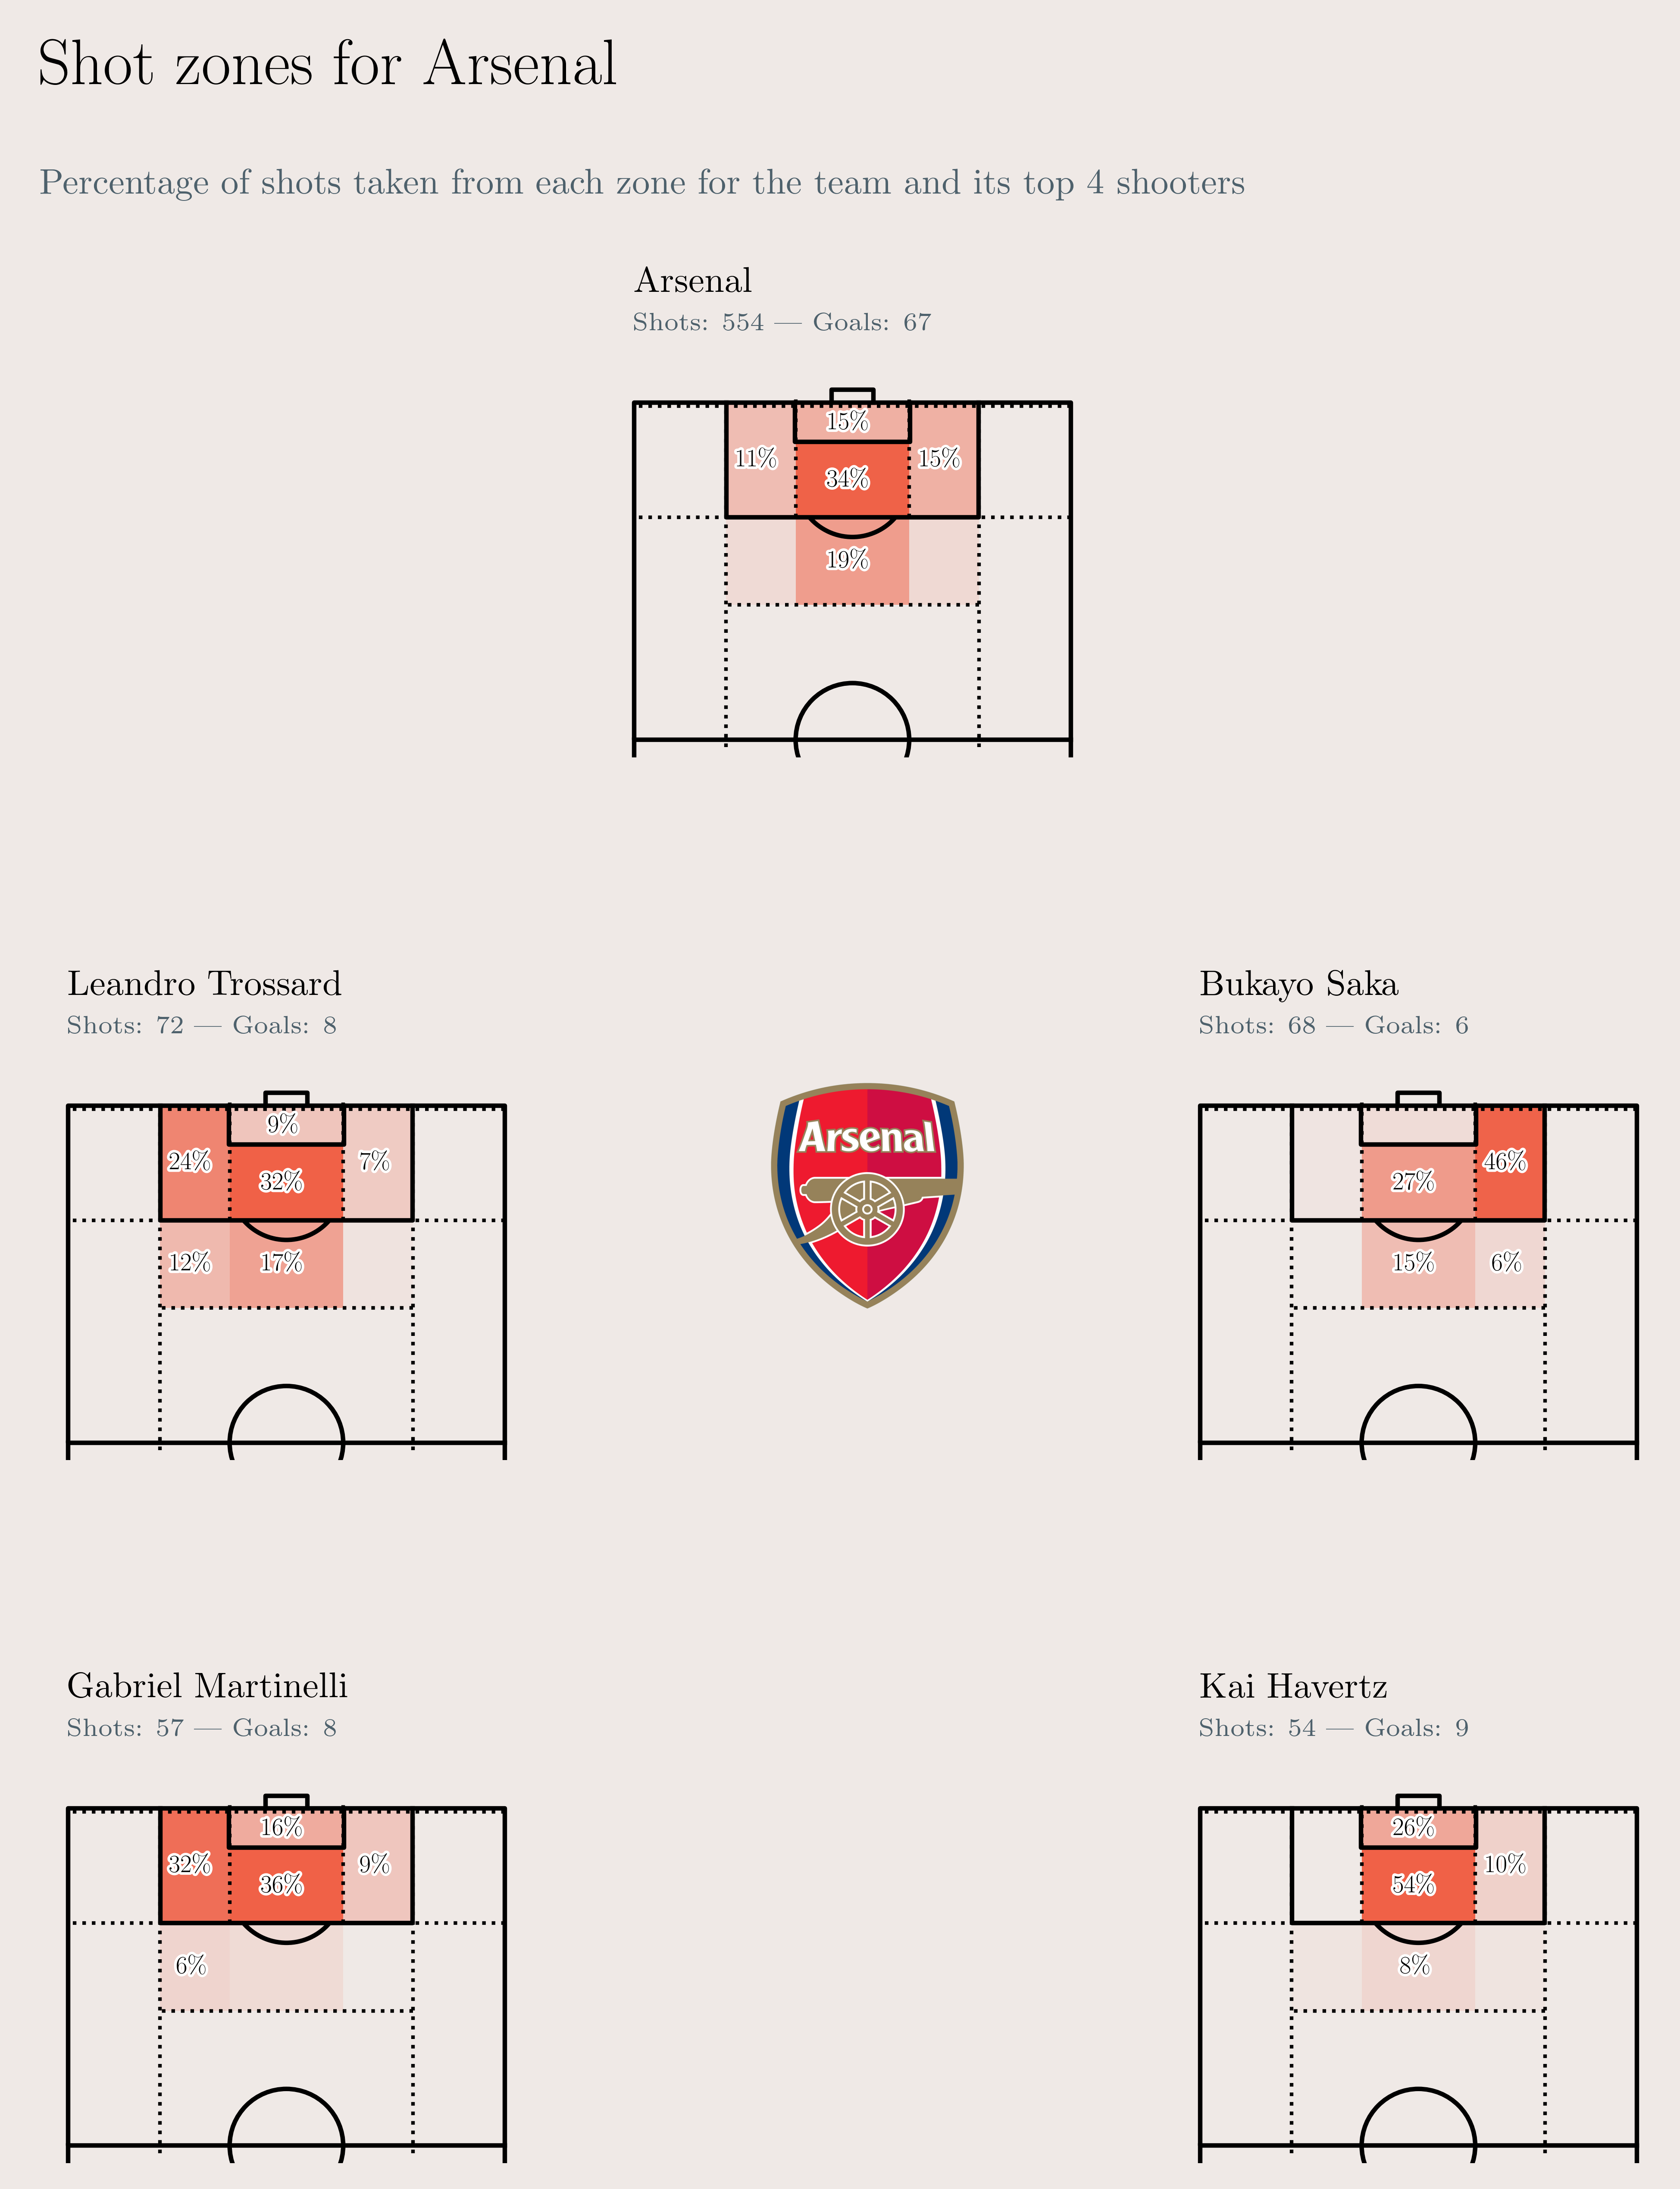 Shot zones for Arsenal
Percentage of shots taken from each zone for the team and its top 4 shooters
Arsenal
Shots: 554 — Goals: 67
15%
11%
15%
34%
19%
Leandro Trossard
Shots: 72 — Goals: 8
9%
24%
7%
32%
12%
17%
Arsenal
Bukayo Saka
Shots: 68 — Goals: 6
46%
27%
15%
6%
Gabriel Martinelli
Shots: 57 — Goals: 8
16%
32%
9%
36%
6%
Kai Havertz
Shots: 54 — Goals: 9
26%
10%
54%
8%